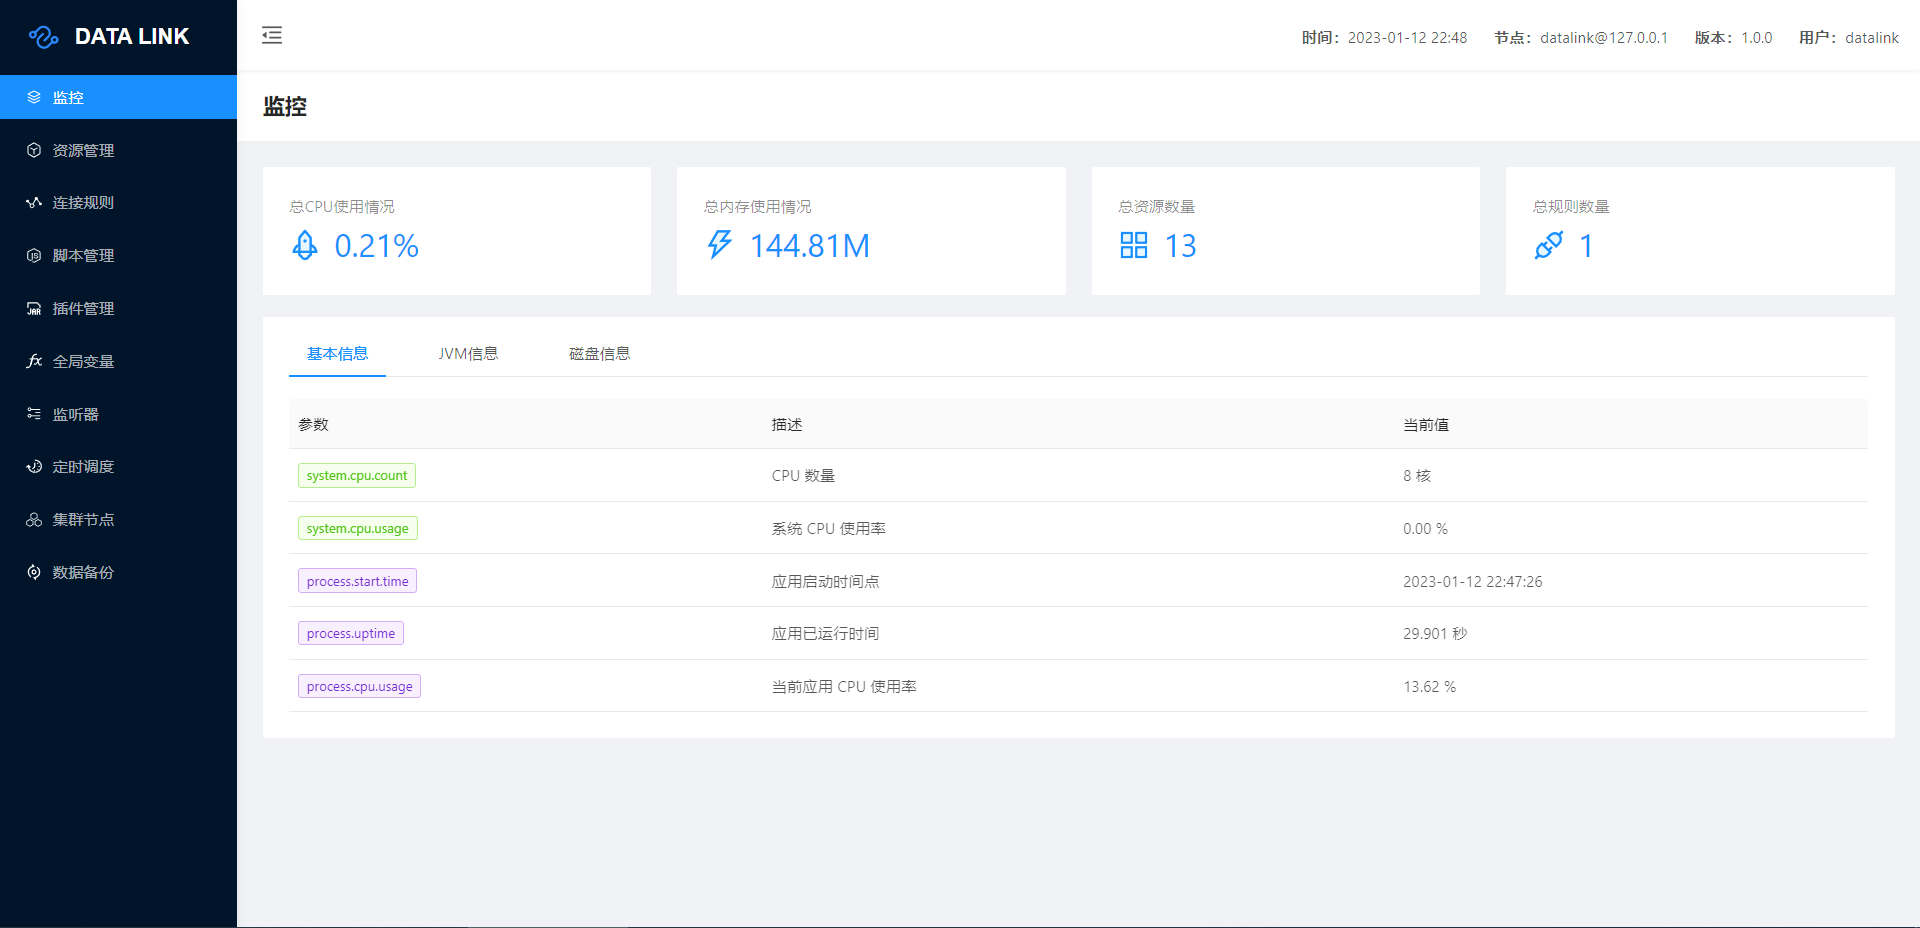 DATA LINK
时间：2023-01-12 22:48 节点：datalink@127.0.0.1 版本：1.0.0 用户：datalink
监控
资源管理
连接规则
脚本管理
插件管理
全局变量
监听器
定时调度
集群节点
数据备份
监控
总CPU使用情况
0.21%
总内存使用情况
144.81M
总资源数量
13
总规则数量
1
基本信息 JVM信息 磁盘信息
参数 描述 当前值
system.cpu.count CPU 数量 8 核
system.cpu.usage 系统 CPU 使用率 0.00 %
process.start.time 应用启动时间点 2023-01-12 22:47:26
process.uptime 应用已运行时间 29.901 秒
process.cpu.usage 当前应用 CPU 使用率 13.62 %